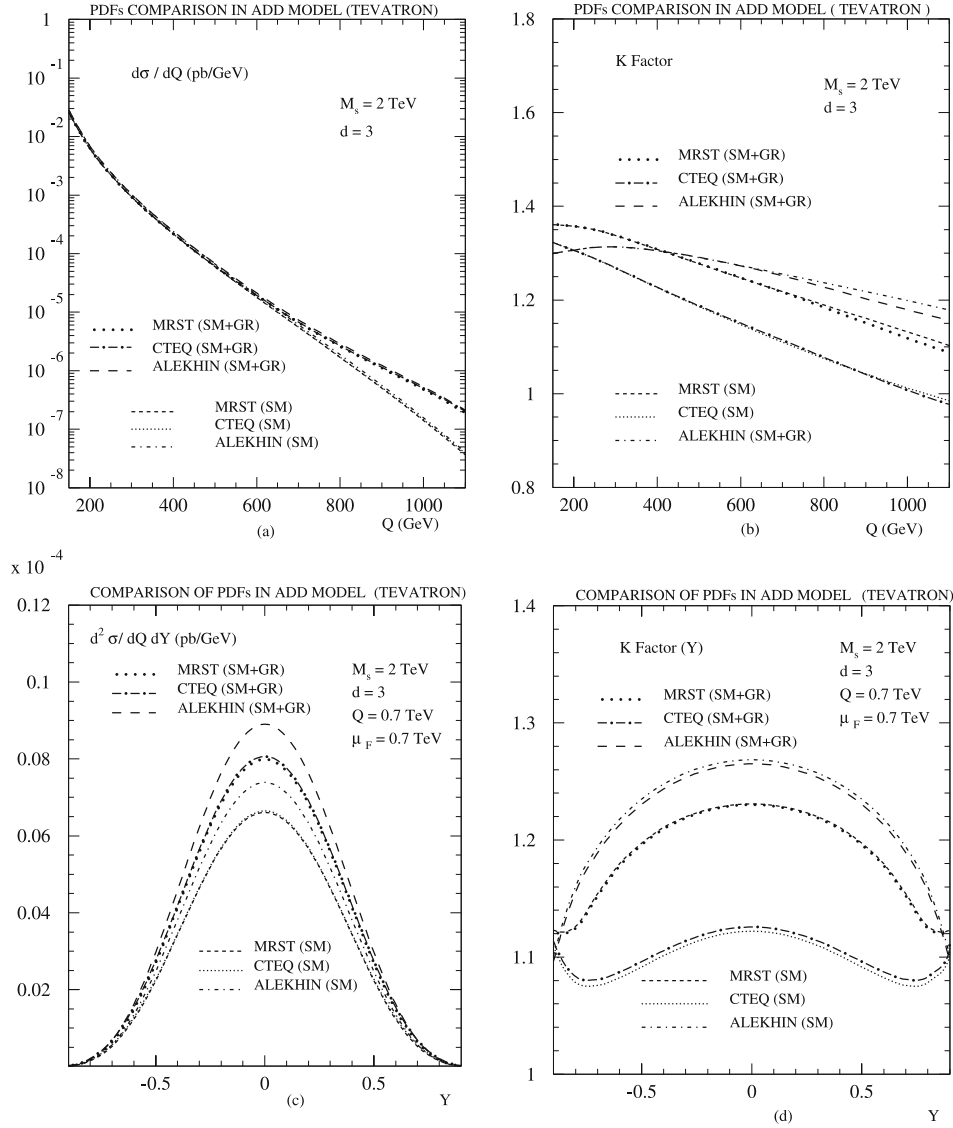 PDFs COMPARISON IN ADD MODEL (TEVATRON)
1
10 -1
10 -2
10 -3
10 -4
10 -5
10 -6
10 -7
10 -8
dσ / dQ (pb/GeV)
M s = 2 TeV
d = 3
MRST (SM+GR)
CTEQ (SM+GR)
ALEKHIN (SM+GR)
MRST (SM)
CTEQ (SM)
ALEKHIN (SM)
200 400 600 800 1000
Q (GeV)
(a)
PDFs COMPARISON IN ADD MODEL ( TEVATRON )
1.8
1.6
1.4
1.2
1
0.8
K Factor
M s = 2 TeV
d = 3
MRST (SM+GR)
CTEQ (SM+GR)
ALEKHIN (SM+GR)
MRST (SM)
CTEQ (SM)
ALEKHIN (SM+GR)
200 400 600 800 1000
Q (GeV)
(b)
x 10 -4
COMPARISON OF PDFs IN ADD MODEL (TEVATRON)
0.12
0.1
0.08
0.06
0.04
0.02
d2 σ/ dQ dY (pb/GeV)
MRST (SM+GR)
CTEQ (SM+GR)
ALEKHIN (SM+GR)
M s = 2 TeV
d = 3
Q = 0.7 TeV
μ F = 0.7 TeV
MRST (SM)
CTEQ (SM)
ALEKHIN (SM)
-0.5 0 0.5
Y
(c)
COMPARISON OF PDFs IN ADD MODEL (TEVATRON)
1.4
1.3
1.2
1.1
1
K Factor (Y)
M s = 2 TeV
d = 3
Q = 0.7 TeV
μ F = 0.7 TeV
MRST (SM+GR)
CTEQ (SM+GR)
ALEKHIN (SM+GR)
MRST (SM)
CTEQ (SM)
ALEKHIN (SM)
-0.5 0 0.5
Y
(d)